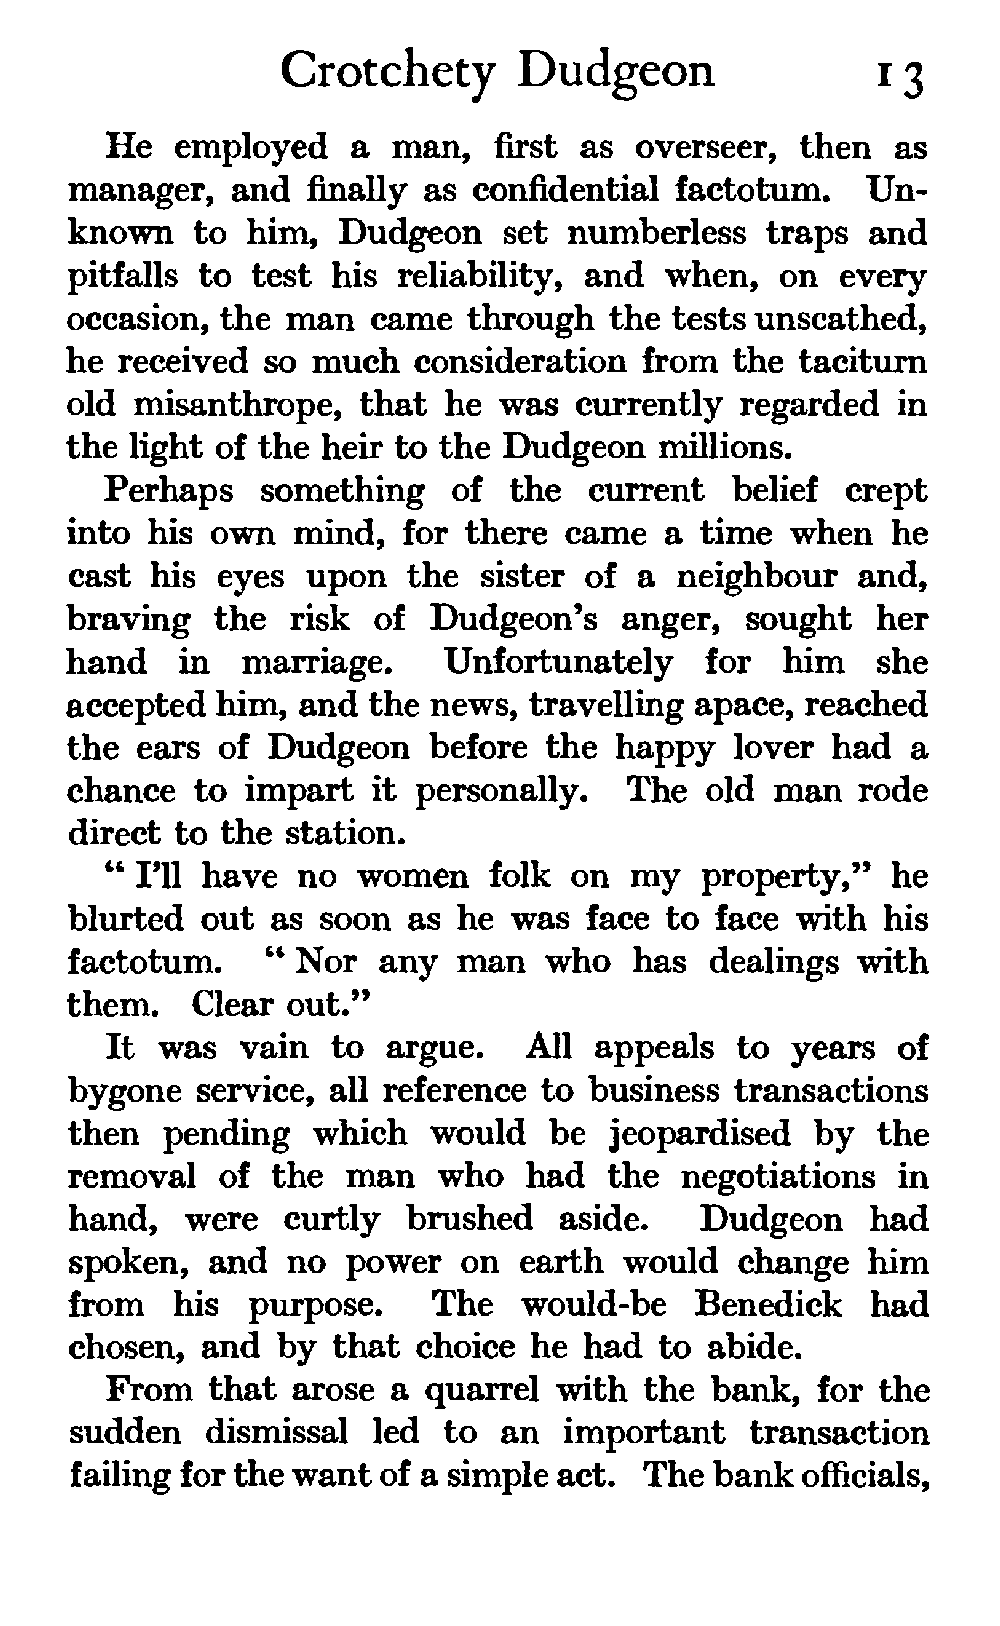 Crotchety Dudgeon 13
He employed a man, first as overseer, then as
manager, and finally as confidential factotum. Un-
known to him, Dudgeon set numberless traps and
pitfalls to test his reliability, and when, on every
occasion, the man came through the tests unscathed,
he received so much consideration from the taciturn
old misanthrope, that he was currently regarded in
the light of the heir to the Dudgeon millions.
Perhaps something of the current belief crept
into his own mind, for there came a time when he
cast his eyes upon the sister of a neighbour and,
braving the risk of Dudgeon's anger, sought her
hand in marriage. Unfortunately for him she
accepted him, and the news, travelling apace, reached
the ears of Dudgeon before the happy lover had a
chance to impart it personally. The old man rode
direct to the station.
“ I'll have no women folk on my property,” he
blurted out as soon as he was face to face with his
factotum. “ Nor any man who has dealings with
them. Clear out.”
It was vain to argue. All appeals to years of
bygone service, all reference to business transactions
then pending which would be jeopardised by the
removal of the man who had the negotiations in
hand, were curtly brushed aside. Dudgeon had
spoken, and no power on earth would change him
from his purpose. The would-be Benedick had
chosen, and by that choice he had to abide.
From that arose a quarrel with the bank, for the
sudden dismissal led to an important transaction
failing for the want of a simple act. The bank officials,